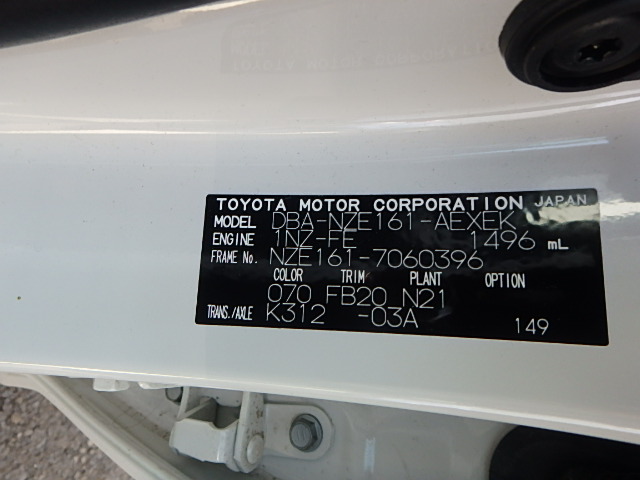 TOYOTA MOTOR CORPORATION JAPAN
MODEL DBA-NZE161-AEXEK
ENGINE 1NZ-FE 1496 mL
FRAME No. NZE161-7060396
COLOR TRIM PLANT OPTION
070 FB20 N21
TRANS./AXLE K312 -03A 149